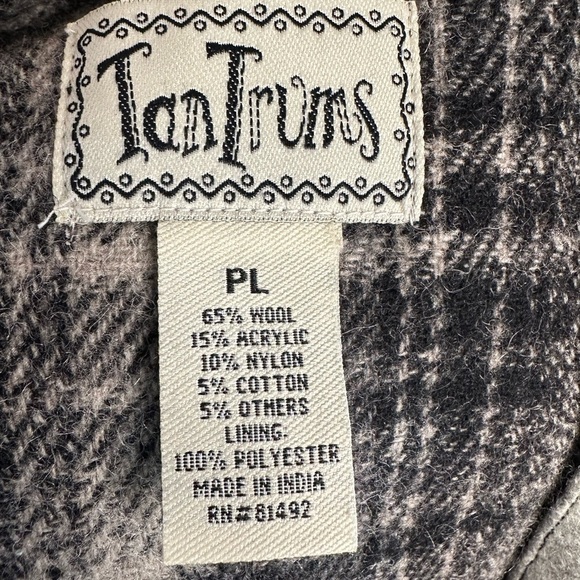 TanTrums
PL
65% WOOL
15% ACRYLIC
10% NYLON
5% COTTON
5% OTHERS
LINING:
100% POLYESTER
MADE IN INDIA
RN#81492